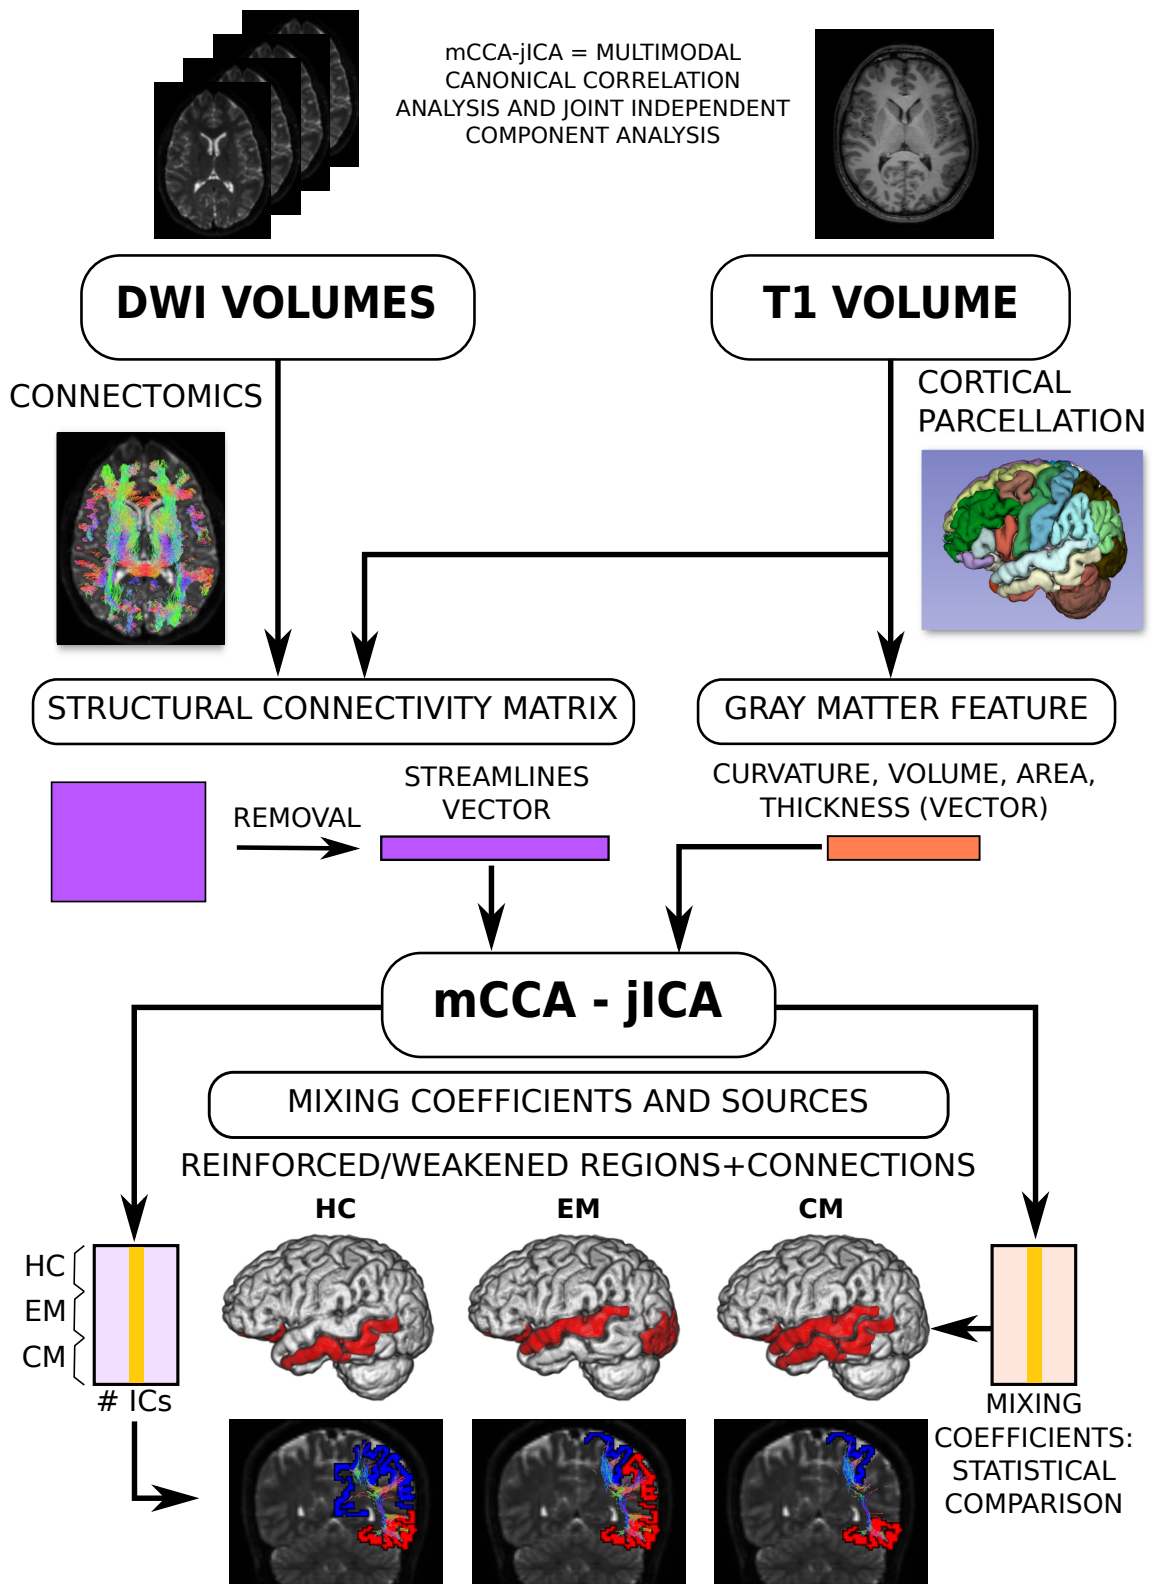 mCCA-jICA = MULTIMODAL
CANONICAL CORRELATION
ANALYSIS AND JOINT INDEPENDENT
COMPONENT ANALYSIS
DWI VOLUMES
T1 VOLUME
CONNECTOMICS
CORTICAL
PARCELLATION
STRUCTURAL CONNECTIVITY MATRIX
GRAY MATTER FEATURE
REMOVAL
STREAMLINES
VECTOR
CURVATURE, VOLUME, AREA,
THICKNESS (VECTOR)
mCCA - jICA
MIXING COEFFICIENTS AND SOURCES
REINFORCED/WEAKENED REGIONS+CONNECTIONS
HC
EM
CM
HC
EM
CM
# ICs
MIXING
COEFFICIENTS:
STATISTICAL
COMPARISON